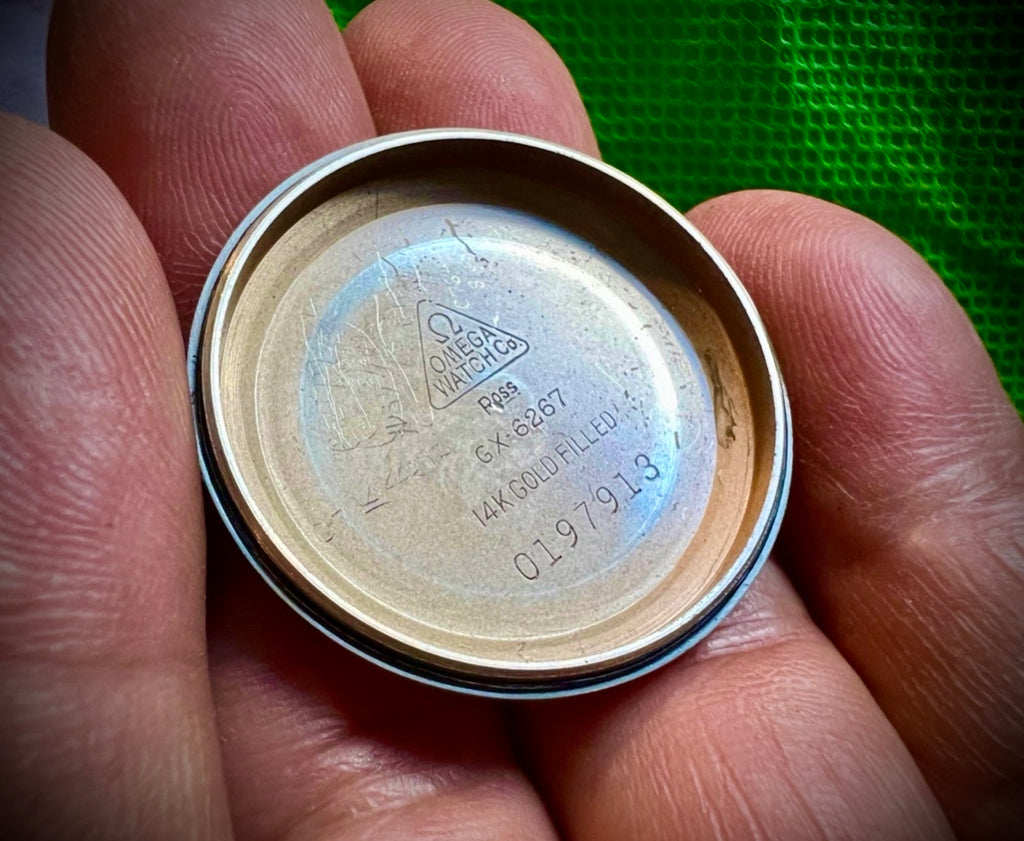 Ω
OMEGA
WATCH Co.
Ross
GX-6267
14K GOLD FILLED
0197913